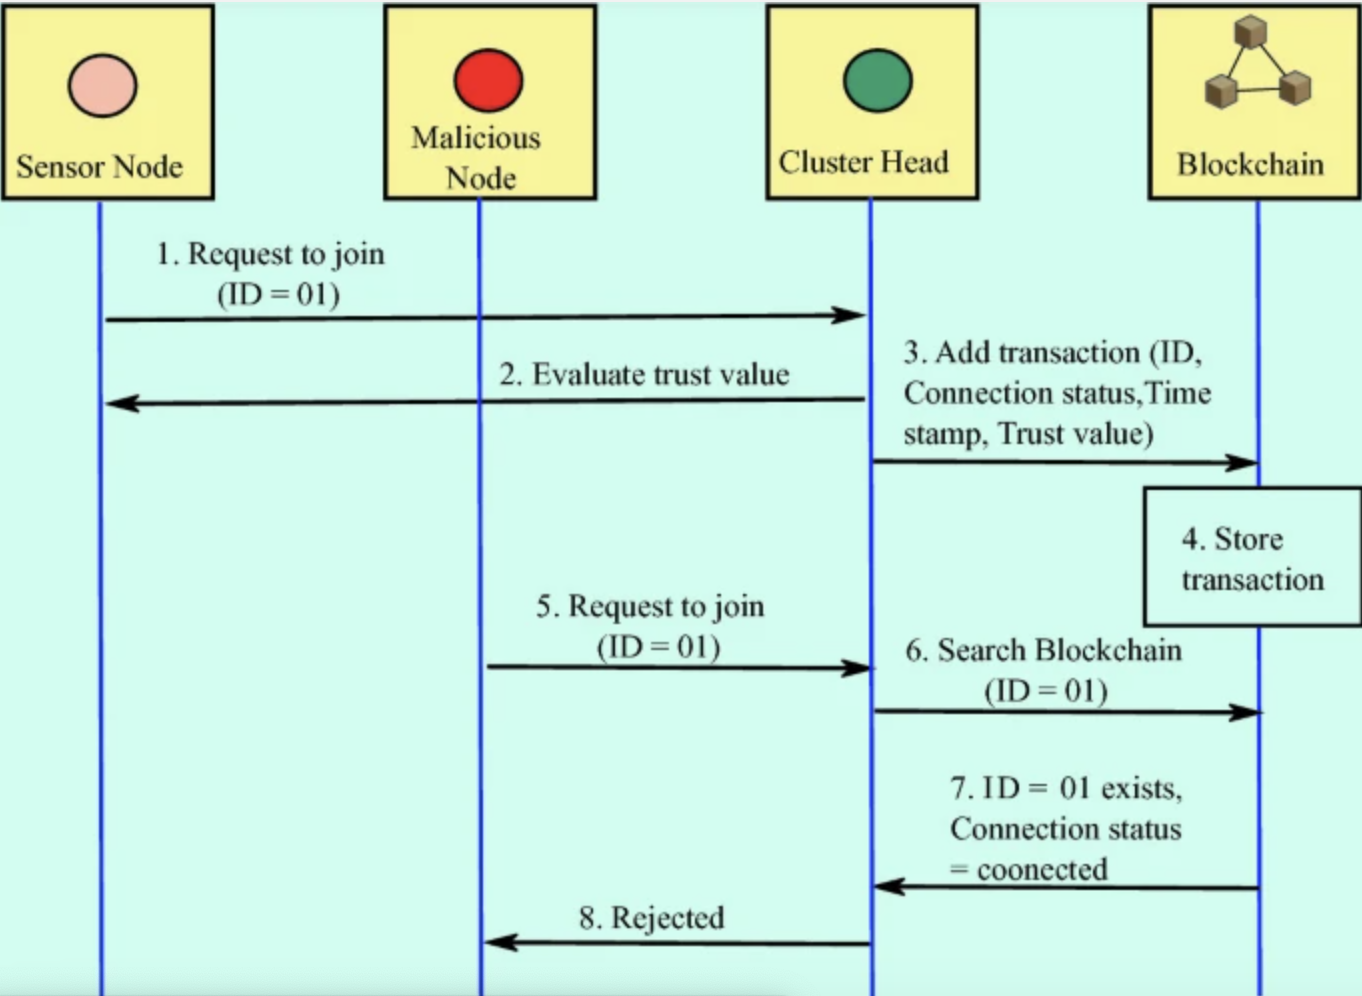 Sensor Node
Malicious
Node
Cluster Head
Blockchain
1. Request to join
(ID = 01)
2. Evaluate trust value
3. Add transaction (ID,
Connection status,Time
stamp, Trust value)
4. Store
transaction
5. Request to join
(ID = 01)
6. Search Blockchain
(ID = 01)
7. ID = 01 exists,
Connection status
= coonected
8. Rejected